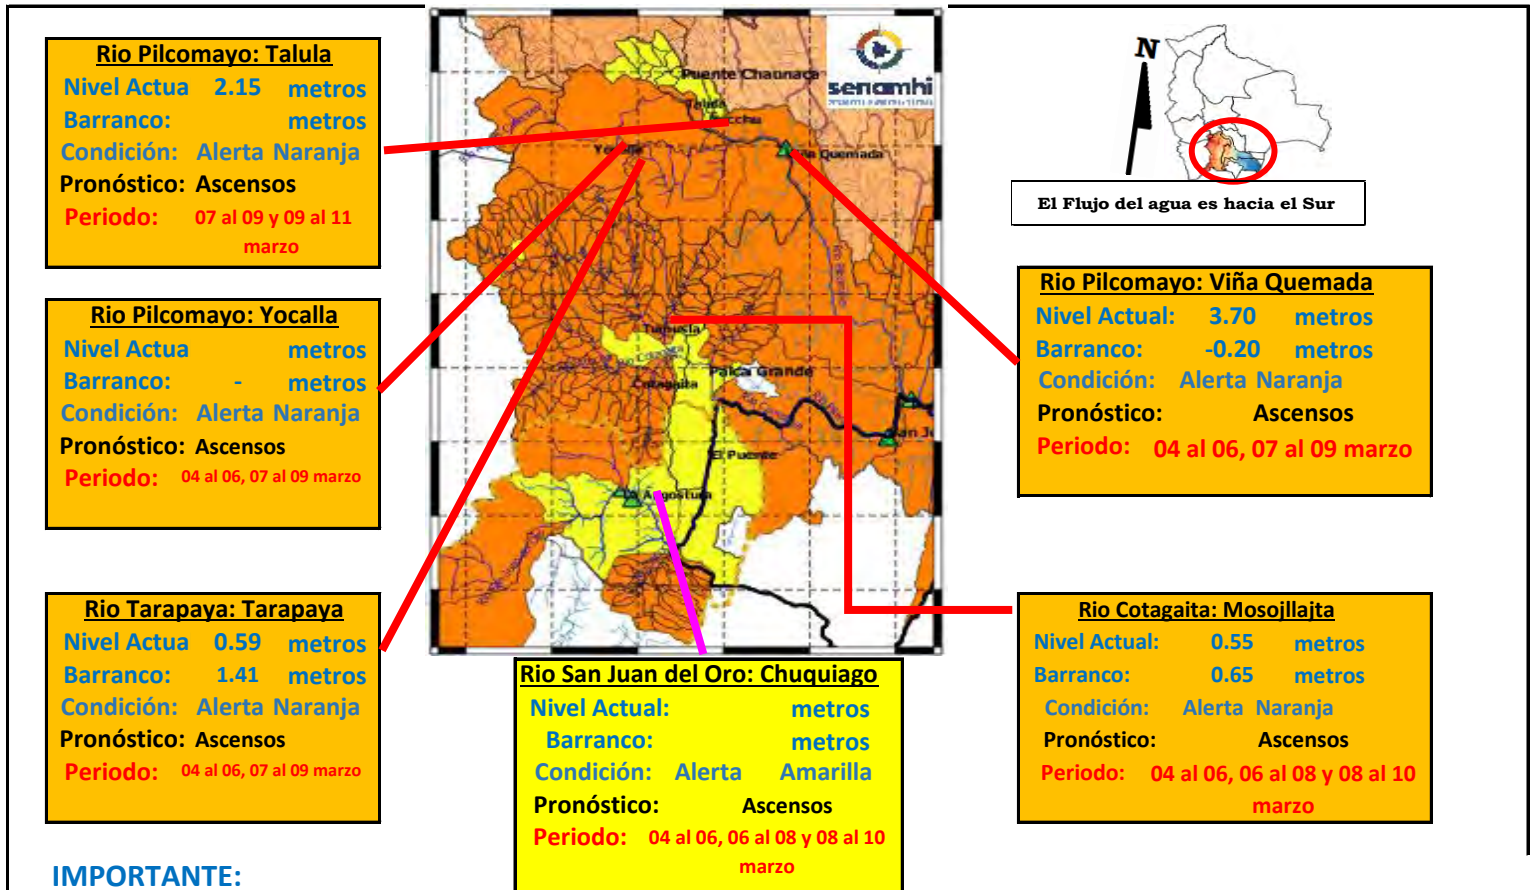 Rio Pilcomayo: Talula
Nivel Actua 2.15 metros
Barranco: metros
Condición: Alerta Naranja
Pronóstico: Ascensos
Periodo: 07 al 09 y 09 al 11
marzo
Rio Pilcomayo: Yocalla
Nivel Actua metros
Barranco: - metros
Condición: Alerta Naranja
Pronóstico: Ascensos
Periodo: 04 al 06, 07 al 09 marzo
Rio Tarapaya: Tarapaya
Nivel Actua 0.59 metros
Barranco: 1.41 metros
Condición: Alerta Naranja
Pronóstico: Ascensos
Periodo: 04 al 06, 07 al 09 marzo
IMPORTANTE:
senamhi
Puente Chaunaca
Talula
Quemada
Tumusla
Cotagaita
Palca Grande
El Puente
Angostura
Rio San Juan del Oro: Chuquiago
Nivel Actual: metros
Barranco: metros
Condición: Alerta Amarilla
Pronóstico: Ascensos
Periodo: 04 al 06, 06 al 08 y 08 al 10
marzo
N
El Flujo del agua es hacia el Sur
Rio Pilcomayo: Viña Quemada
Nivel Actual: 3.70 metros
Barranco: -0.20 metros
Condición: Alerta Naranja
Pronóstico: Ascensos
Periodo: 04 al 06, 07 al 09 marzo
Rio Cotagaita: Mosojllajta
Nivel Actual: 0.55 metros
Barranco: 0.65 metros
Condición: Alerta Naranja
Pronóstico: Ascensos
Periodo: 04 al 06, 06 al 08 y 08 al 10
marzo